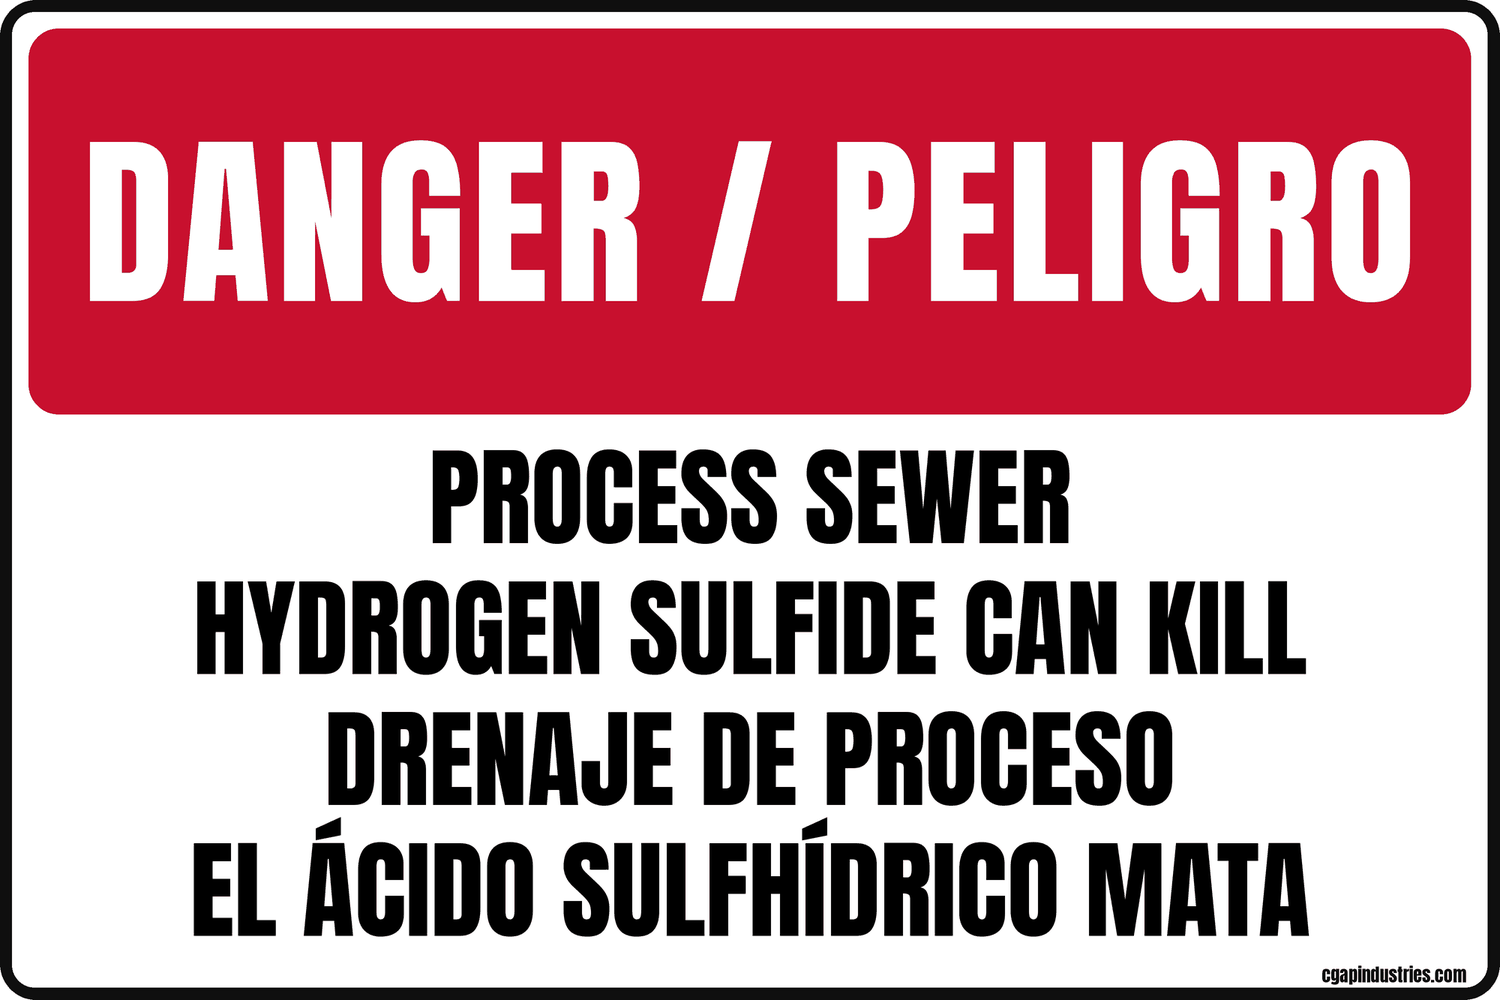 DANGER / PELIGRO
PROCESS SEWER
HYDROGEN SULFIDE CAN KILL
DRENAJE DE PROCESO
EL ÁCIDO SULFHÍDRICO MATA
cgapindustries.com